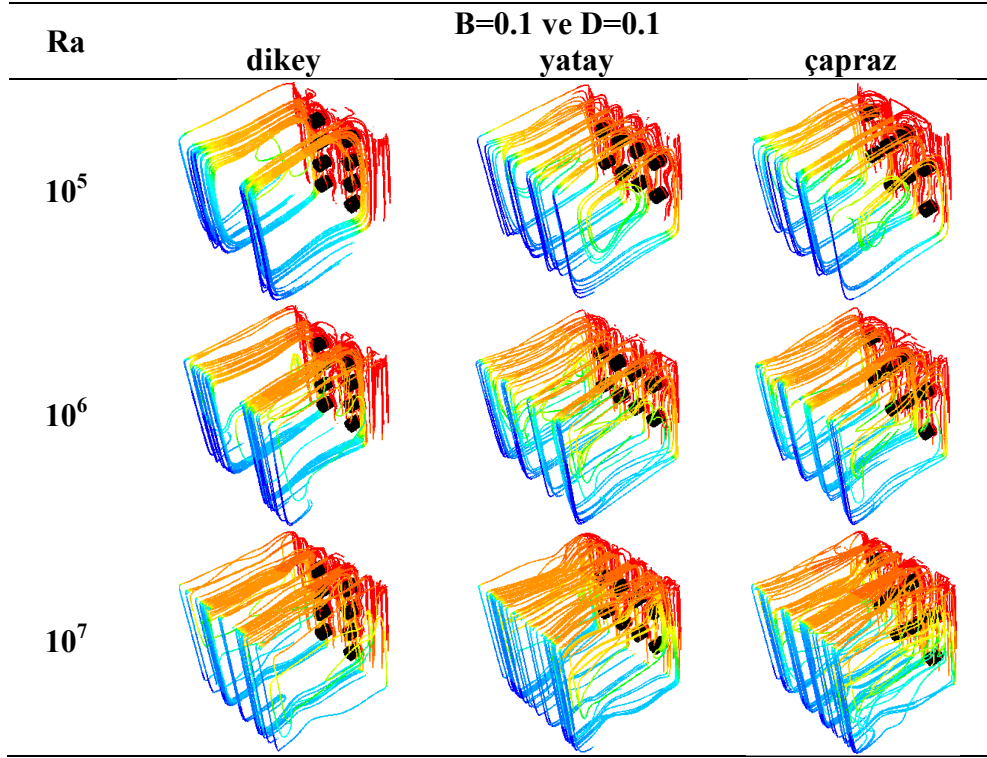 Ra
B=0.1 ve D=0.1
dikey yatay çapraz
10⁵
10⁶
10⁷